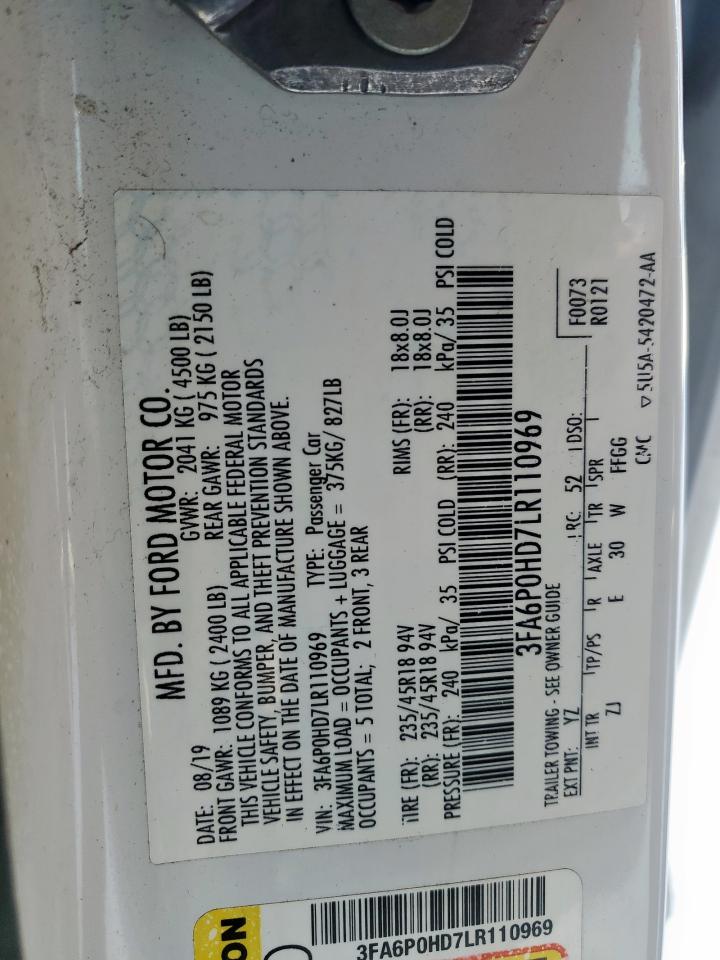 MFD. BY FORD MOTOR CO.
DATE: 08/19 GVWR: 2041 KG ( 4500 LB)
FRONT GAWR: 1089 KG ( 2400 LB) REAR GAWR: 975 KG ( 2150 LB)
THIS VEHICLE CONFORMS TO ALL APPLICABLE FEDERAL MOTOR
VEHICLE SAFETY, BUMPER, AND THEFT PREVENTION STANDARDS
IN EFFECT ON THE DATE OF MANUFACTURE SHOWN ABOVE.
VIN: 3FA6P0HD7LR110969 TYPE: Passenger Car
MAXIMUM LOAD = OCCUPANTS + LUGGAGE = 375KG/ 827LB
OCCUPANTS = 5 TOTAL; 2 FRONT, 3 REAR
TIRE (FR): 235/45R18 94V RIMS (FR): 18x8.0J
(RR): 235/45R18 94V (RR): 18x8.0J
PRESSURE (FR): 240 kPa/ 35 PSI COLD (RR): 240 kPa/ 35 PSI COLD
3FA6P0HD7LR110969
TRAILER TOWING - SEE OWNER GUIDE F0073
EXT PNT: YZ RC: 52 DSO: R0121
INT TR TP/PS R AXLE TR SPR
ZJ E 30 W FFGG
CMC ▽5U5A-5420472-AA
ON
3FA6P0HD7LR110969